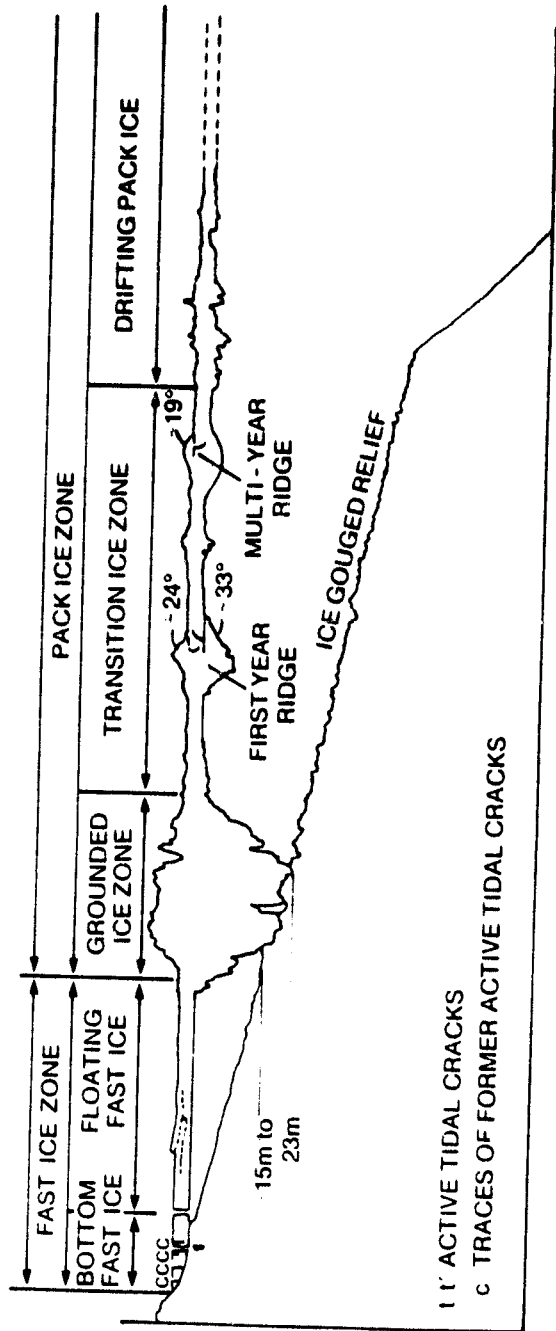 FAST ICE ZONE
PACK ICE ZONE
BOTTOM
FAST ICE
FLOATING
FAST ICE
GROUNDED
ICE ZONE
TRANSITION ICE ZONE
DRIFTING PACK ICE
CCCC
~24°
~19°
~33°
FIRST YEAR
RIDGE
MULTI-YEAR
RIDGE
15m to
23m
ICE GOUGED RELIEF
t t' ACTIVE TIDAL CRACKS
c TRACES OF FORMER ACTIVE TIDAL CRACKS